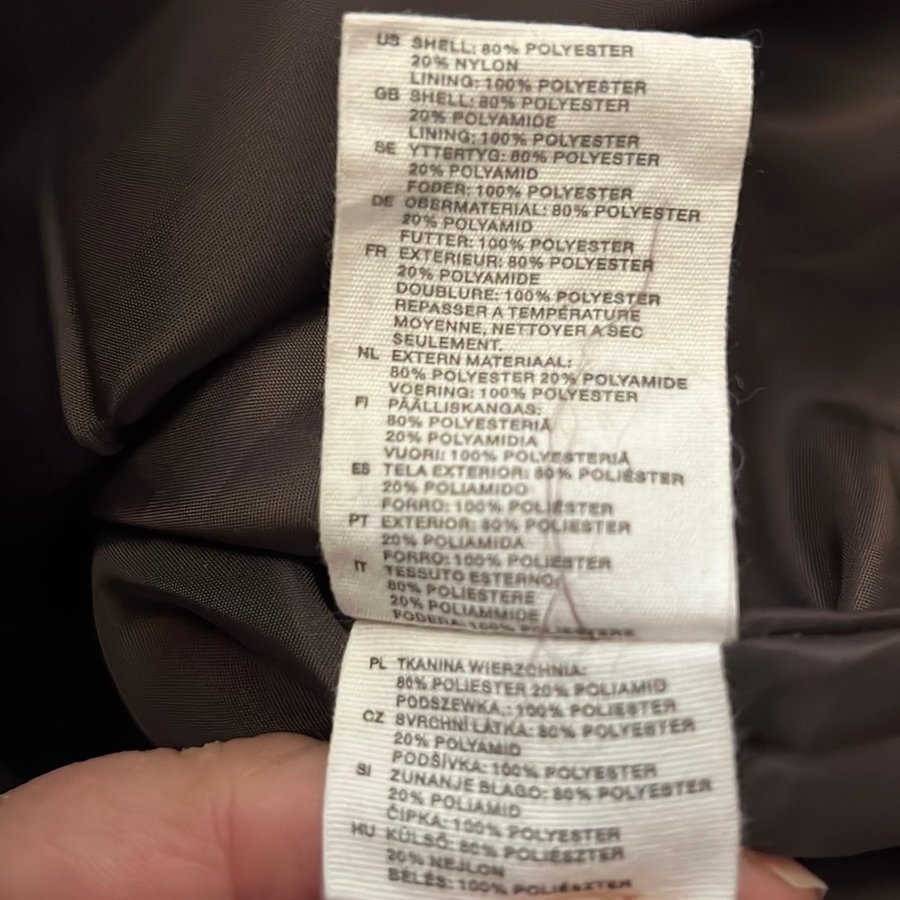 US SHELL: 80% POLYESTER
20% NYLON
LINING: 100% POLYESTER
GB SHELL: 80% POLYESTER
20% POLYAMIDE
LINING: 100% POLYESTER
SE YTTERTYG: 80% POLYESTER
20% POLYAMID
FODER: 100% POLYESTER
DE OBERMATERIAL: 80% POLYESTER
20% POLYAMID
FUTTER: 100% POLYESTER
FR EXTERIEUR: 80% POLYESTER
20% POLYAMIDE
DOUBLURE: 100% POLYESTER
REPASSER A TEMPÉRATURE
MOYENNE, NETTOYER A SEC
SEULEMENT.
NL EXTERN MATERIAAL:
80% POLYESTER 20% POLYAMIDE
VOERING: 100% POLYESTER
FI PÄÄLLISKANGAS:
80% POLYESTERIÄ
20% POLYAMIDIA
VUORI: 100% POLYESTERIÄ
ES TELA EXTERIOR: 80% POLIÉSTER
20% POLIAMIDO
FORRO: 100% POLIÉSTER
PT EXTERIOR: 80% POLIÉSTER
20% POLIAMIDA
FORRO: 100% POLIÉSTER
IT TESSUTO ESTERNO:
80% POLIESTERE
20% POLIAMMIDE
FODERA: 100% POLIESTERE
PL TKANINA WIERZCHNIA:
80% POLIESTER 20% POLIAMID
PODSZEWKA.: 100% POLIESTER
CZ SVRCHNÍ LÁTKA: 80% POLYESTER
20% POLYAMID
PODŠÍVKA: 100% POLYESTER
SI ZUNANJE BLAGO: 80% POLYESTER
20% POLIAMID
ČIPKA: 100% POLYESTER
HU KÜLSŐ: 80% POLIÉSZTER
20% NEJLON
BÉLÉS: 100% POLIÉSZTER